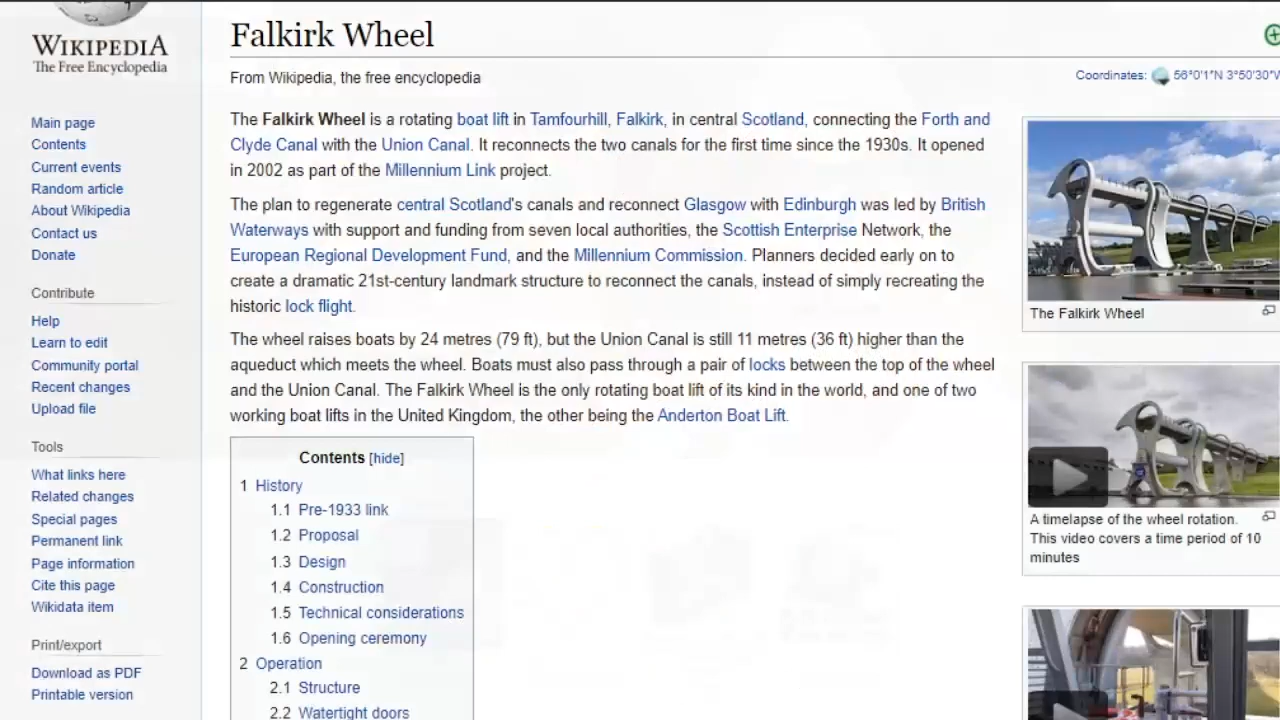 WIKIPEDIA
The Free Encyclopedia
Main page
Contents
Current events
Random article
About Wikipedia
Contact us
Donate
Contribute
Help
Learn to edit
Community portal
Recent changes
Upload file
Tools
What links here
Related changes
Special pages
Permanent link
Page information
Cite this page
Wikidata item
Print/export
Download as PDF
Printable version
Falkirk Wheel
From Wikipedia, the free encyclopedia
Coordinates: 56°0′1″N 3°50′30″W
The Falkirk Wheel is a rotating boat lift in Tamfourhill, Falkirk, in central Scotland, connecting the Forth and
Clyde Canal with the Union Canal. It reconnects the two canals for the first time since the 1930s. It opened
in 2002 as part of the Millennium Link project.
The plan to regenerate central Scotland's canals and reconnect Glasgow with Edinburgh was led by British
Waterways with support and funding from seven local authorities, the Scottish Enterprise Network, the
European Regional Development Fund, and the Millennium Commission. Planners decided early on to
create a dramatic 21st-century landmark structure to reconnect the canals, instead of simply recreating the
historic lock flight.
The wheel raises boats by 24 metres (79 ft), but the Union Canal is still 11 metres (36 ft) higher than the
aqueduct which meets the wheel. Boats must also pass through a pair of locks between the top of the wheel
and the Union Canal. The Falkirk Wheel is the only rotating boat lift of its kind in the world, and one of two
working boat lifts in the United Kingdom, the other being the Anderton Boat Lift.
Contents [hide]
1 History
1.1 Pre-1933 link
1.2 Proposal
1.3 Design
1.4 Construction
1.5 Technical considerations
1.6 Opening ceremony
2 Operation
2.1 Structure
2.2 Watertight doors
The Falkirk Wheel
A timelapse of the wheel rotation.
This video covers a time period of 10
minutes